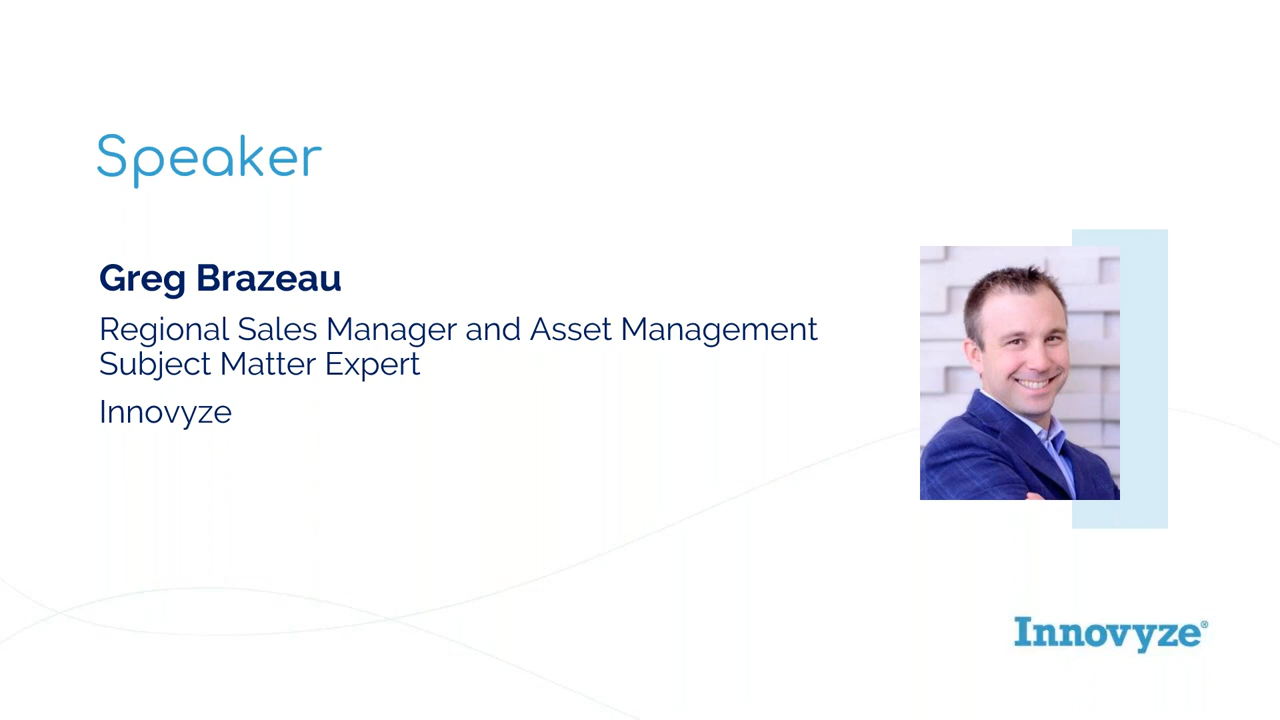 Speaker
Greg Brazeau
Regional Sales Manager and Asset Management
Subject Matter Expert
Innovyze
Innovyze®